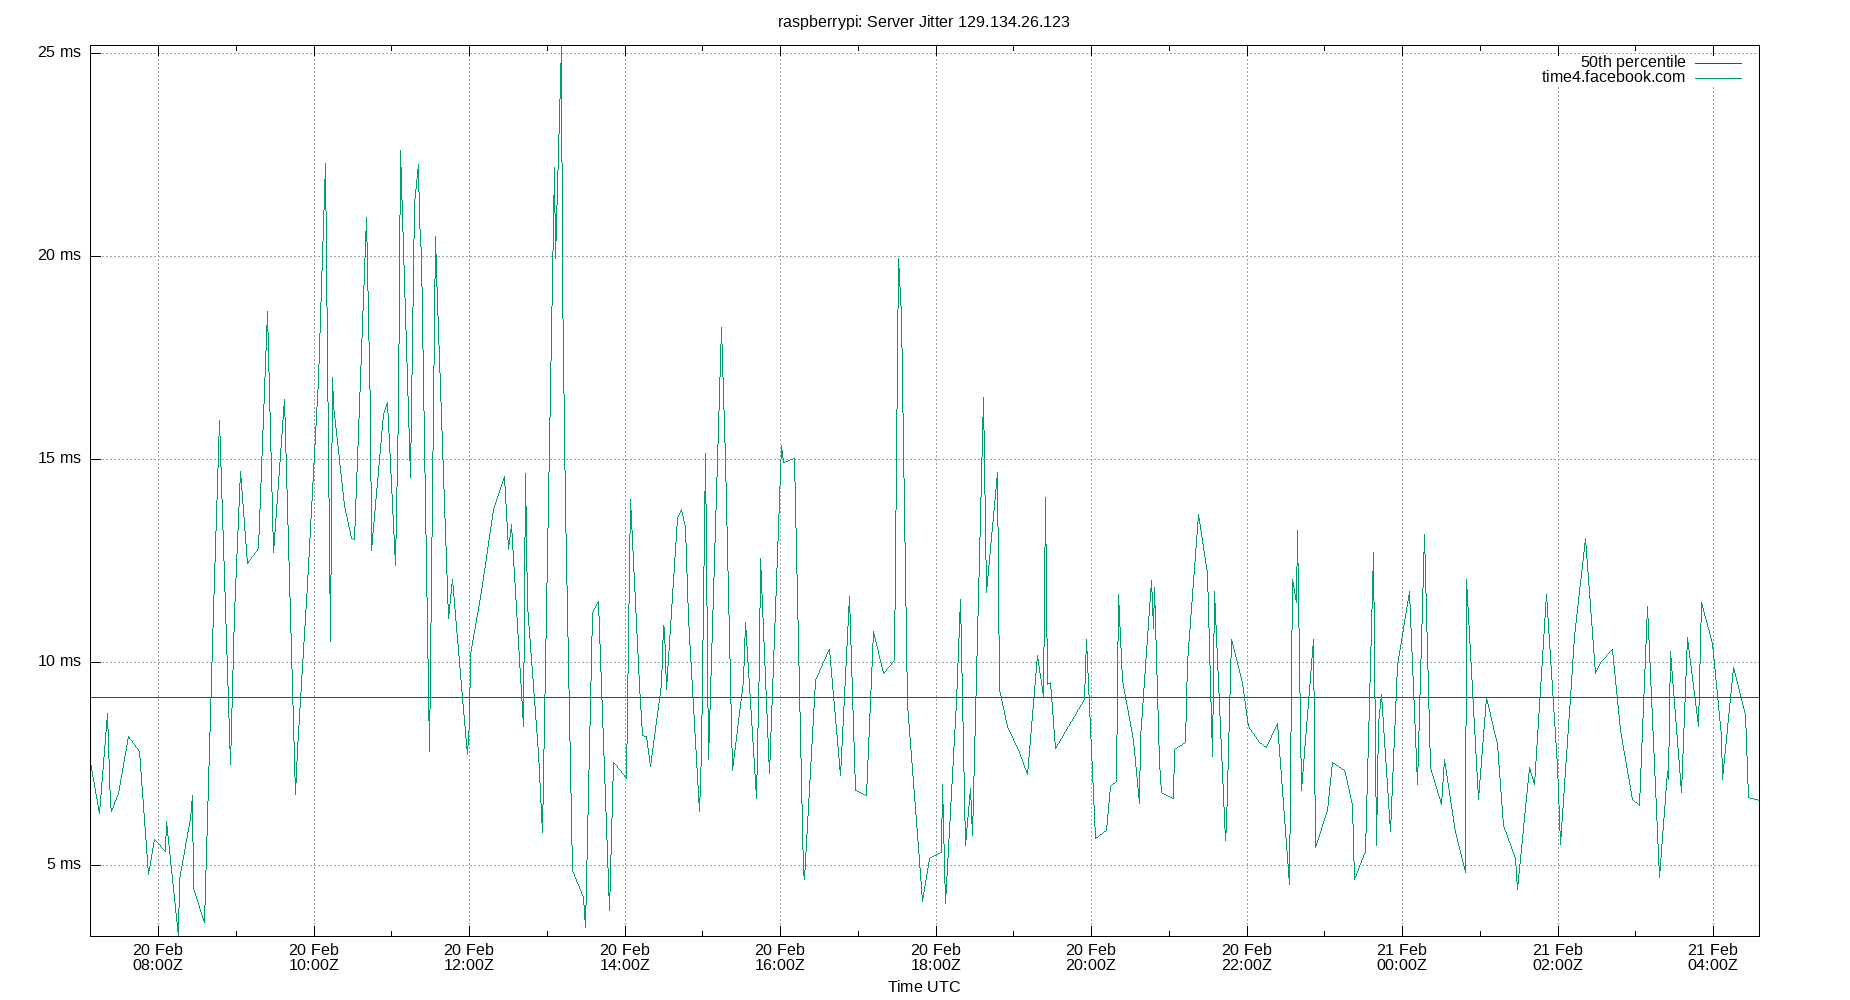 raspberrypi: Server Jitter 129.134.26.123
25 ms
20 ms
15 ms
10 ms
5 ms
50th percentile
time4.facebook.com
20 Feb 20 Feb 20 Feb 20 Feb 20 Feb 20 Feb 20 Feb 20 Feb 21 Feb 21 Feb 21 Feb
08:00Z 10:00Z 12:00Z 14:00Z 16:00Z 18:00Z 20:00Z 22:00Z 00:00Z 02:00Z 04:00Z
Time UTC